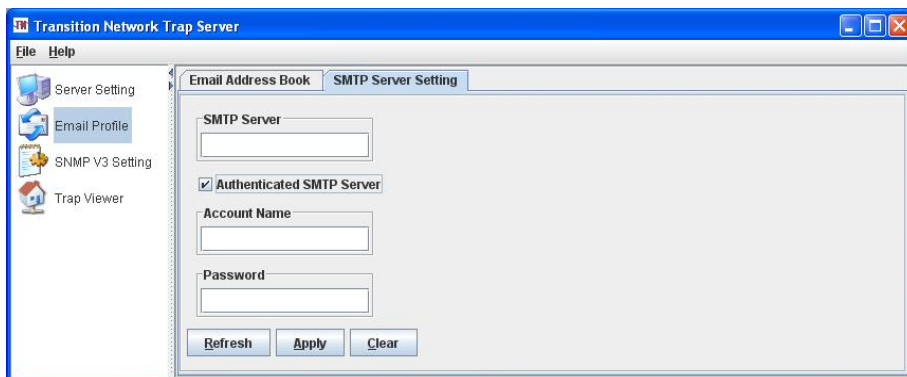 TN Transition Network Trap Server
File Help
Server Setting
Email Profile
SNMP V3 Setting
Trap Viewer
Email Address Book SMTP Server Setting
SMTP Server
Authenticated SMTP Server
Account Name
Password
Refresh Apply Clear